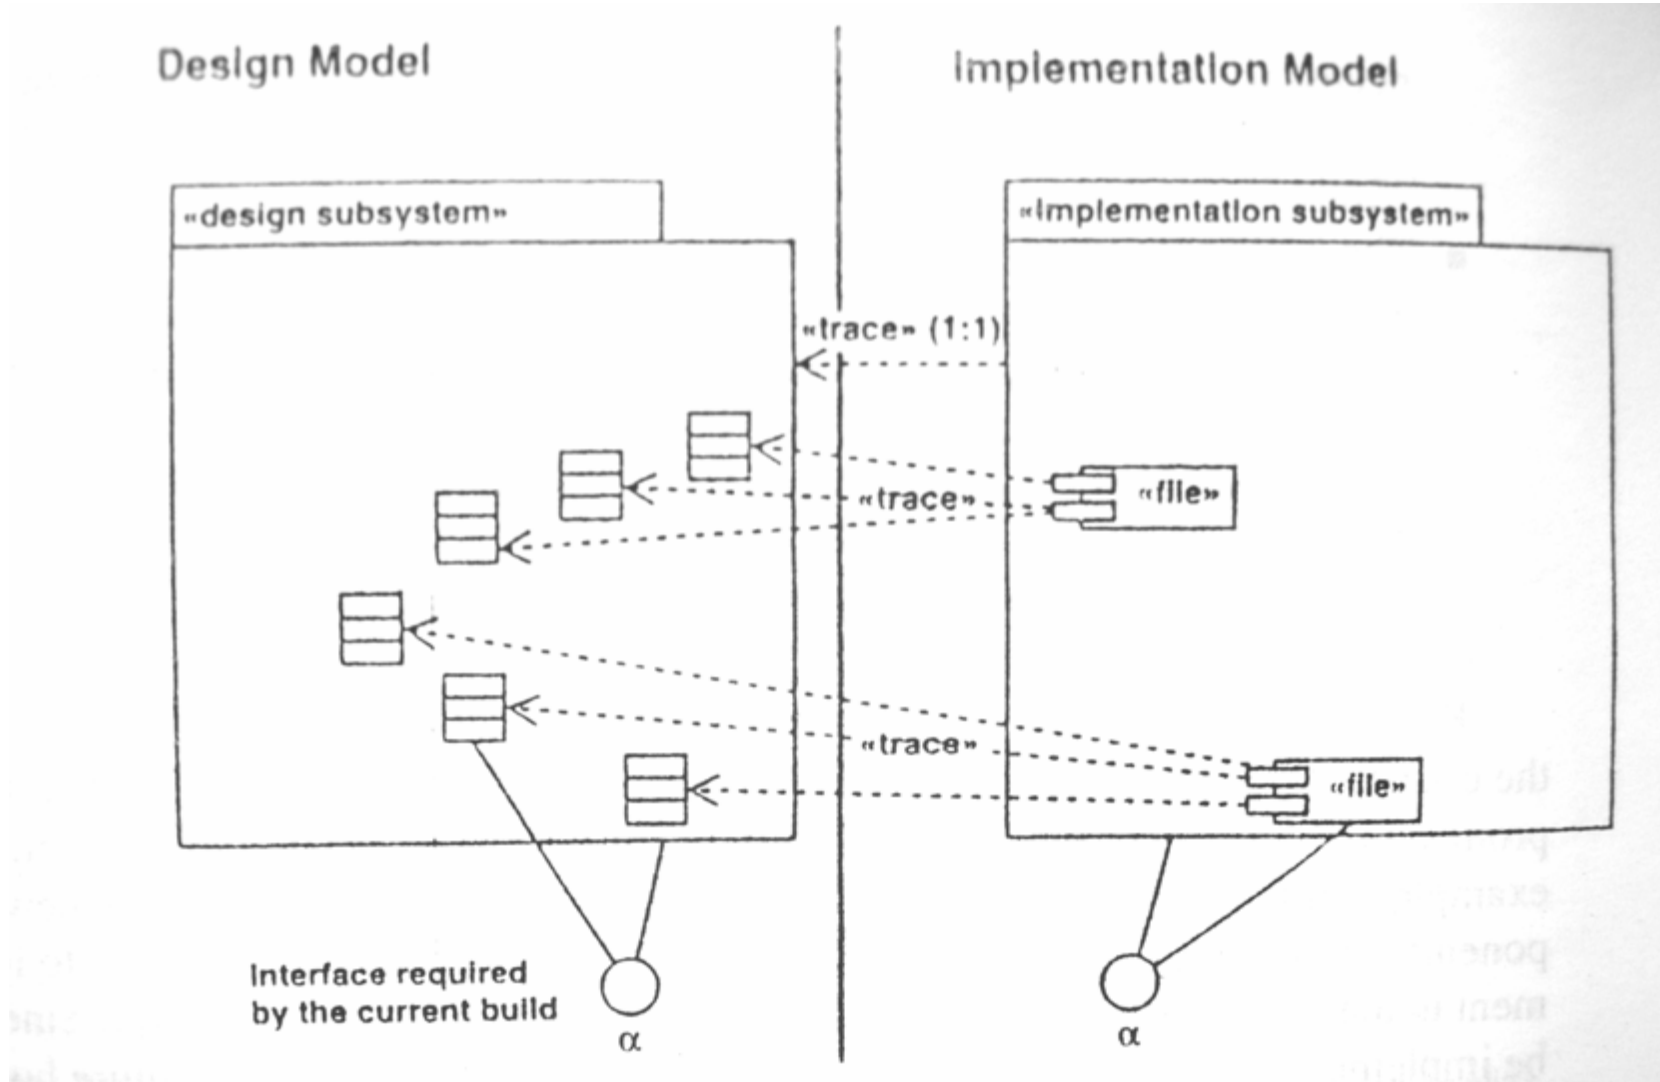 Design Model
Implementation Model
«design subsystem»
«implementation subsystem»
«trace» (1:1)
«trace»
«file»
«trace»
«file»
Interface required
by the current build
α
α